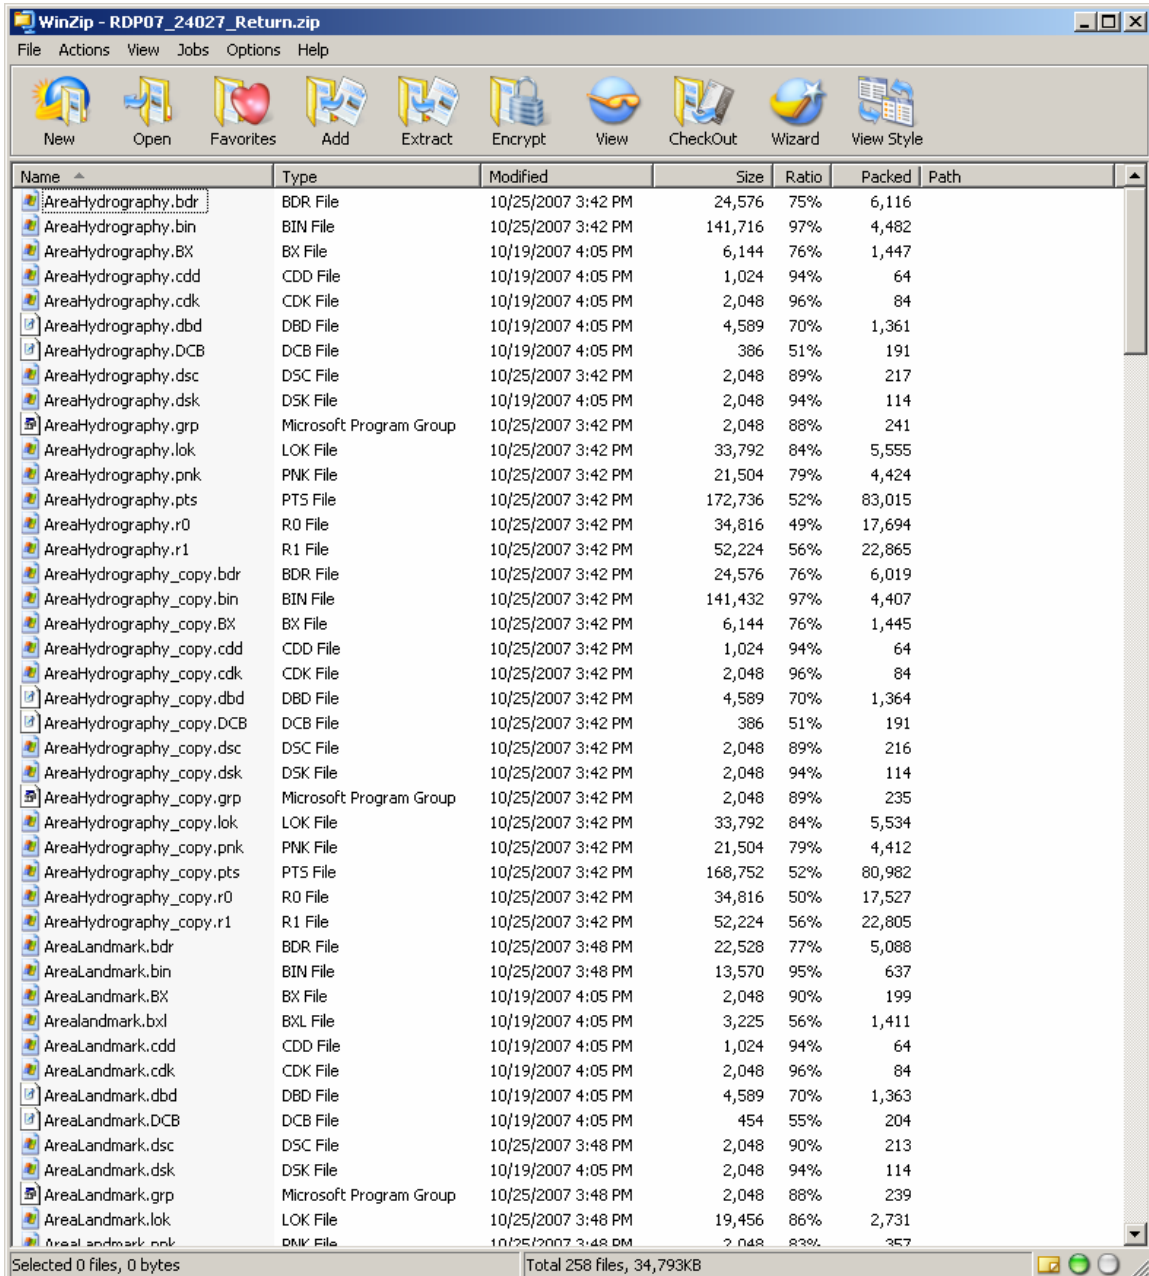 WinZip - RDP07_24027_Return.zip
File Actions View Jobs Options Help
New Open Favorites Add Extract Encrypt View CheckOut Wizard View Style
Name Type Modified Size Ratio Packed Path
AreaHydrography.bdr BDR File 10/25/2007 3:42 PM 24,576 75% 6,116
AreaHydrography.bin BIN File 10/25/2007 3:42 PM 141,716 97% 4,482
AreaHydrography.BX BX File 10/19/2007 4:05 PM 6,144 76% 1,447
AreaHydrography.cdd CDD File 10/19/2007 4:05 PM 1,024 94% 64
AreaHydrography.cdk CDK File 10/19/2007 4:05 PM 2,048 96% 84
AreaHydrography.dbd DBD File 10/19/2007 4:05 PM 4,589 70% 1,361
AreaHydrography.DCB DCB File 10/19/2007 4:05 PM 386 51% 191
AreaHydrography.dsc DSC File 10/25/2007 3:42 PM 2,048 89% 217
AreaHydrography.dsk DSK File 10/19/2007 4:05 PM 2,048 94% 114
AreaHydrography.grp Microsoft Program Group 10/25/2007 3:42 PM 2,048 88% 241
AreaHydrography.lok LOK File 10/25/2007 3:42 PM 33,792 84% 5,555
AreaHydrography.pnk PNK File 10/25/2007 3:42 PM 21,504 79% 4,424
AreaHydrography.pts PTS File 10/25/2007 3:42 PM 172,736 52% 83,015
AreaHydrography.r0 R0 File 10/25/2007 3:42 PM 34,816 49% 17,694
AreaHydrography.r1 R1 File 10/25/2007 3:42 PM 52,224 56% 22,865
AreaHydrography_copy.bdr BDR File 10/25/2007 3:42 PM 24,576 76% 6,019
AreaHydrography_copy.bin BIN File 10/25/2007 3:42 PM 141,432 97% 4,407
AreaHydrography_copy.BX BX File 10/25/2007 3:42 PM 6,144 76% 1,445
AreaHydrography_copy.cdd CDD File 10/25/2007 3:42 PM 1,024 94% 64
AreaHydrography_copy.cdk CDK File 10/25/2007 3:42 PM 2,048 96% 84
AreaHydrography_copy.dbd DBD File 10/25/2007 3:42 PM 4,589 70% 1,364
AreaHydrography_copy.DCB DCB File 10/25/2007 3:42 PM 386 51% 191
AreaHydrography_copy.dsc DSC File 10/25/2007 3:42 PM 2,048 89% 216
AreaHydrography_copy.dsk DSK File 10/25/2007 3:42 PM 2,048 94% 114
AreaHydrography_copy.grp Microsoft Program Group 10/25/2007 3:42 PM 2,048 89% 235
AreaHydrography_copy.lok LOK File 10/25/2007 3:42 PM 33,792 84% 5,534
AreaHydrography_copy.pnk PNK File 10/25/2007 3:42 PM 21,504 79% 4,412
AreaHydrography_copy.pts PTS File 10/25/2007 3:42 PM 168,752 52% 80,982
AreaHydrography_copy.r0 R0 File 10/25/2007 3:42 PM 34,816 50% 17,527
AreaHydrography_copy.r1 R1 File 10/25/2007 3:42 PM 52,224 56% 22,805
AreaLandmark.bdr BDR File 10/25/2007 3:48 PM 22,528 77% 5,088
AreaLandmark.bin BIN File 10/25/2007 3:48 PM 13,570 95% 637
AreaLandmark.BX BX File 10/19/2007 4:05 PM 2,048 90% 199
Arealandmark.bxl BXL File 10/19/2007 4:05 PM 3,225 56% 1,411
AreaLandmark.cdd CDD File 10/19/2007 4:05 PM 1,024 94% 64
AreaLandmark.cdk CDK File 10/19/2007 4:05 PM 2,048 96% 84
AreaLandmark.dbd DBD File 10/19/2007 4:05 PM 4,589 70% 1,363
AreaLandmark.DCB DCB File 10/19/2007 4:05 PM 454 55% 204
AreaLandmark.dsc DSC File 10/25/2007 3:48 PM 2,048 90% 213
AreaLandmark.dsk DSK File 10/19/2007 4:05 PM 2,048 94% 114
AreaLandmark.grp Microsoft Program Group 10/25/2007 3:48 PM 2,048 88% 239
AreaLandmark.lok LOK File 10/25/2007 3:48 PM 19,456 86% 2,731
AreaLandmark.pnk PNK File 10/25/2007 3:48 PM 2,048 83% 357
Selected 0 files, 0 bytes Total 258 files, 34,793KB